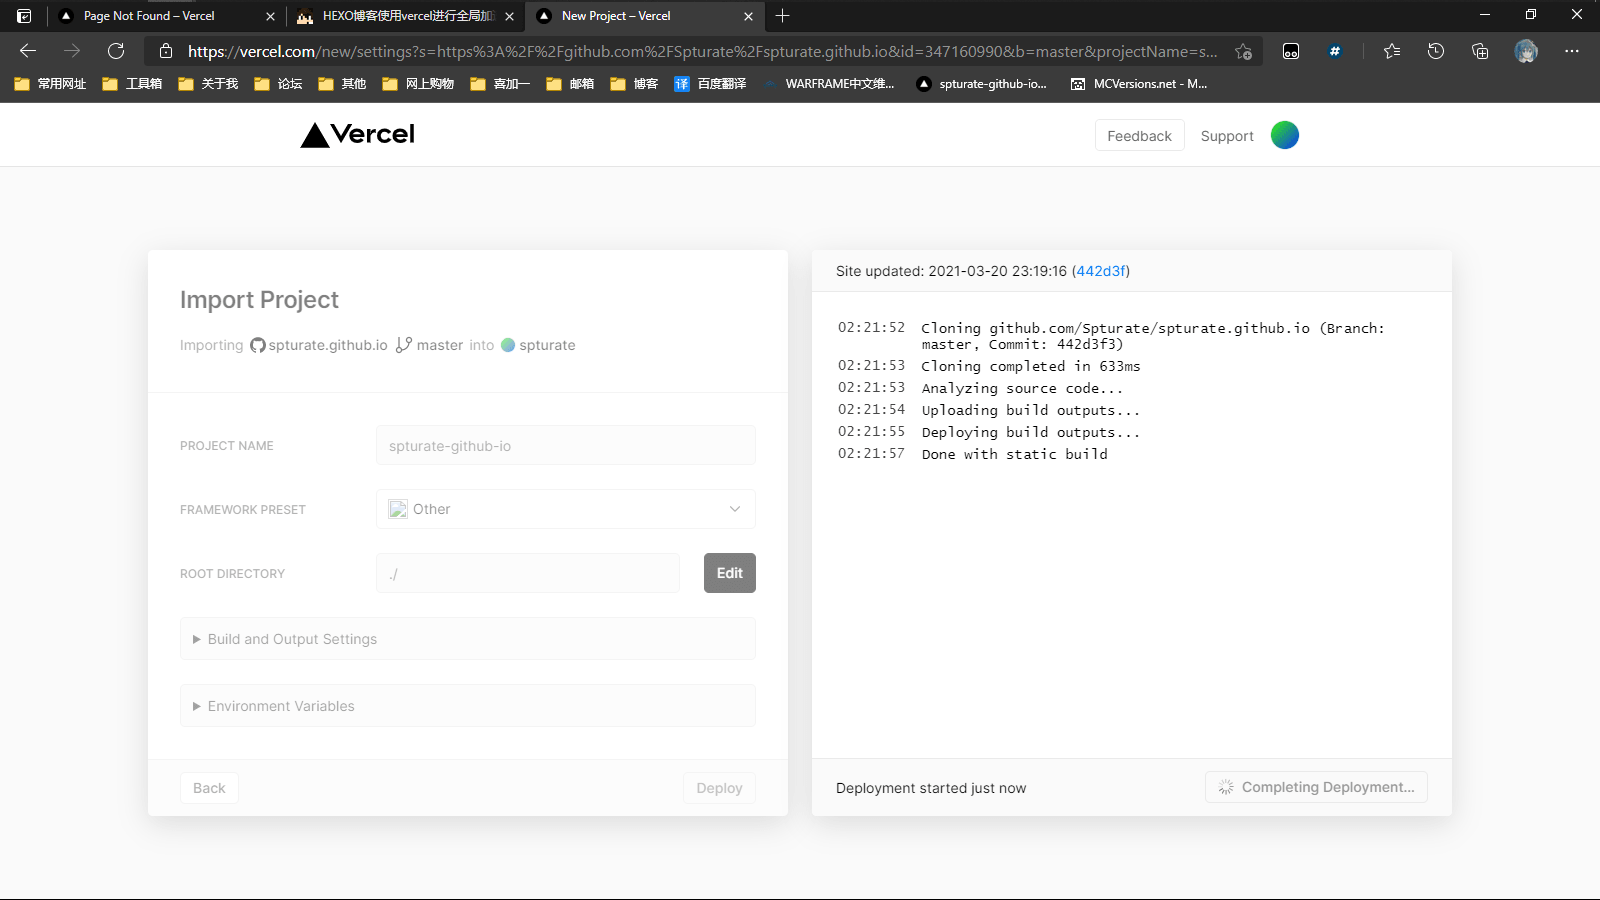 Page Not Found – Vercel
HEXO博客使用vercel进行全局加
New Project – Vercel
https://vercel.com/new/settings?s=https%3A%2F%2Fgithub.com%2FSpturate%2Fspturate.github.io&id=347160990&b=master&projectName=s...
常用网址 工具箱 关于我 论坛 其他 网上购物 喜加一 邮箱 博客 译 百度翻译 WARFRAME中文维... spturate-github-io... MCVersions.net - M...
Vercel
Feedback Support
Import Project
Importing spturate.github.io master into spturate
PROJECT NAME spturate-github-io
FRAMEWORK PRESET Other
ROOT DIRECTORY ./ Edit
Build and Output Settings
Environment Variables
Back Deploy
Site updated: 2021-03-20 23:19:16 (442d3f)
02:21:52 Cloning github.com/Spturate/spturate.github.io (Branch:
master, Commit: 442d3f3)
02:21:53 Cloning completed in 633ms
02:21:53 Analyzing source code...
02:21:54 Uploading build outputs...
02:21:55 Deploying build outputs...
02:21:57 Done with static build
Deployment started just now Completing Deployment...